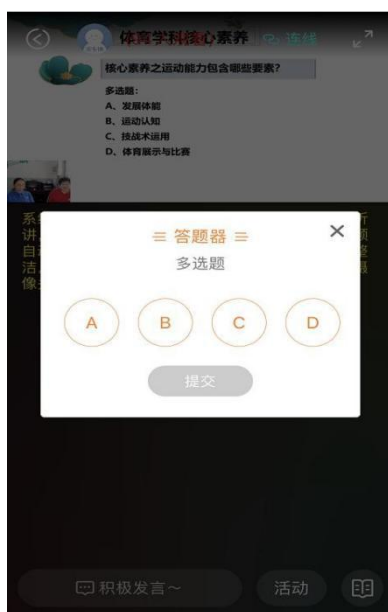 体育学科核心素养 连线
核心素养之运动能力包含哪些要素?
多选题:
A、发展体能
B、运动认知
C、技战术运用
D、体育展示与比赛
答题器
多选题
A B C D
提交
积极发言~
活动